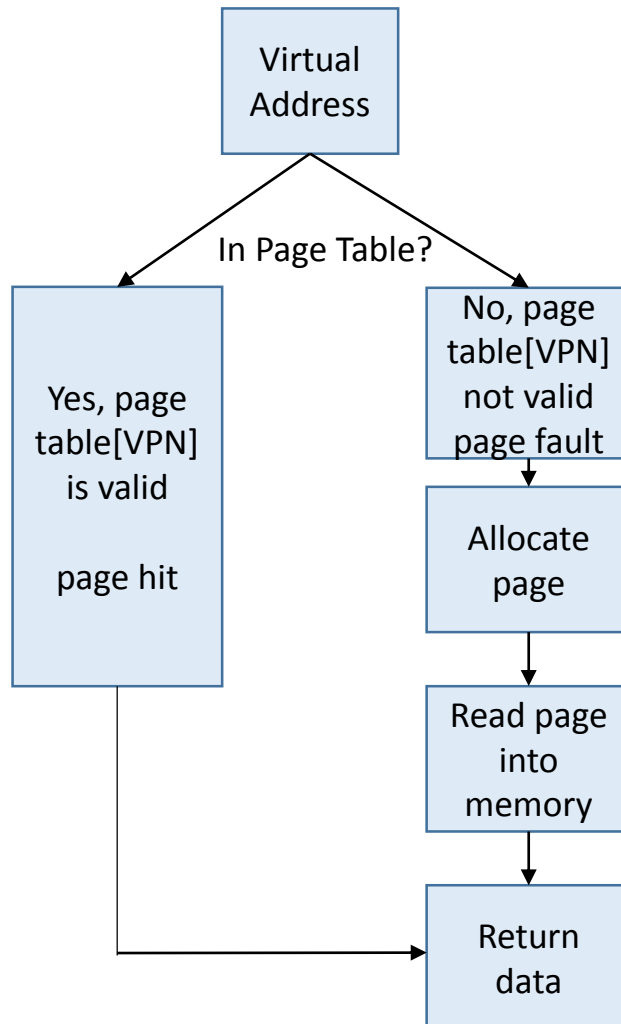 Virtual
Address
In Page Table?
Yes, page
table[VPN]
is valid
page hit
No, page
table[VPN]
not valid
page fault
Allocate
page
Read page
into
memory
Return
data